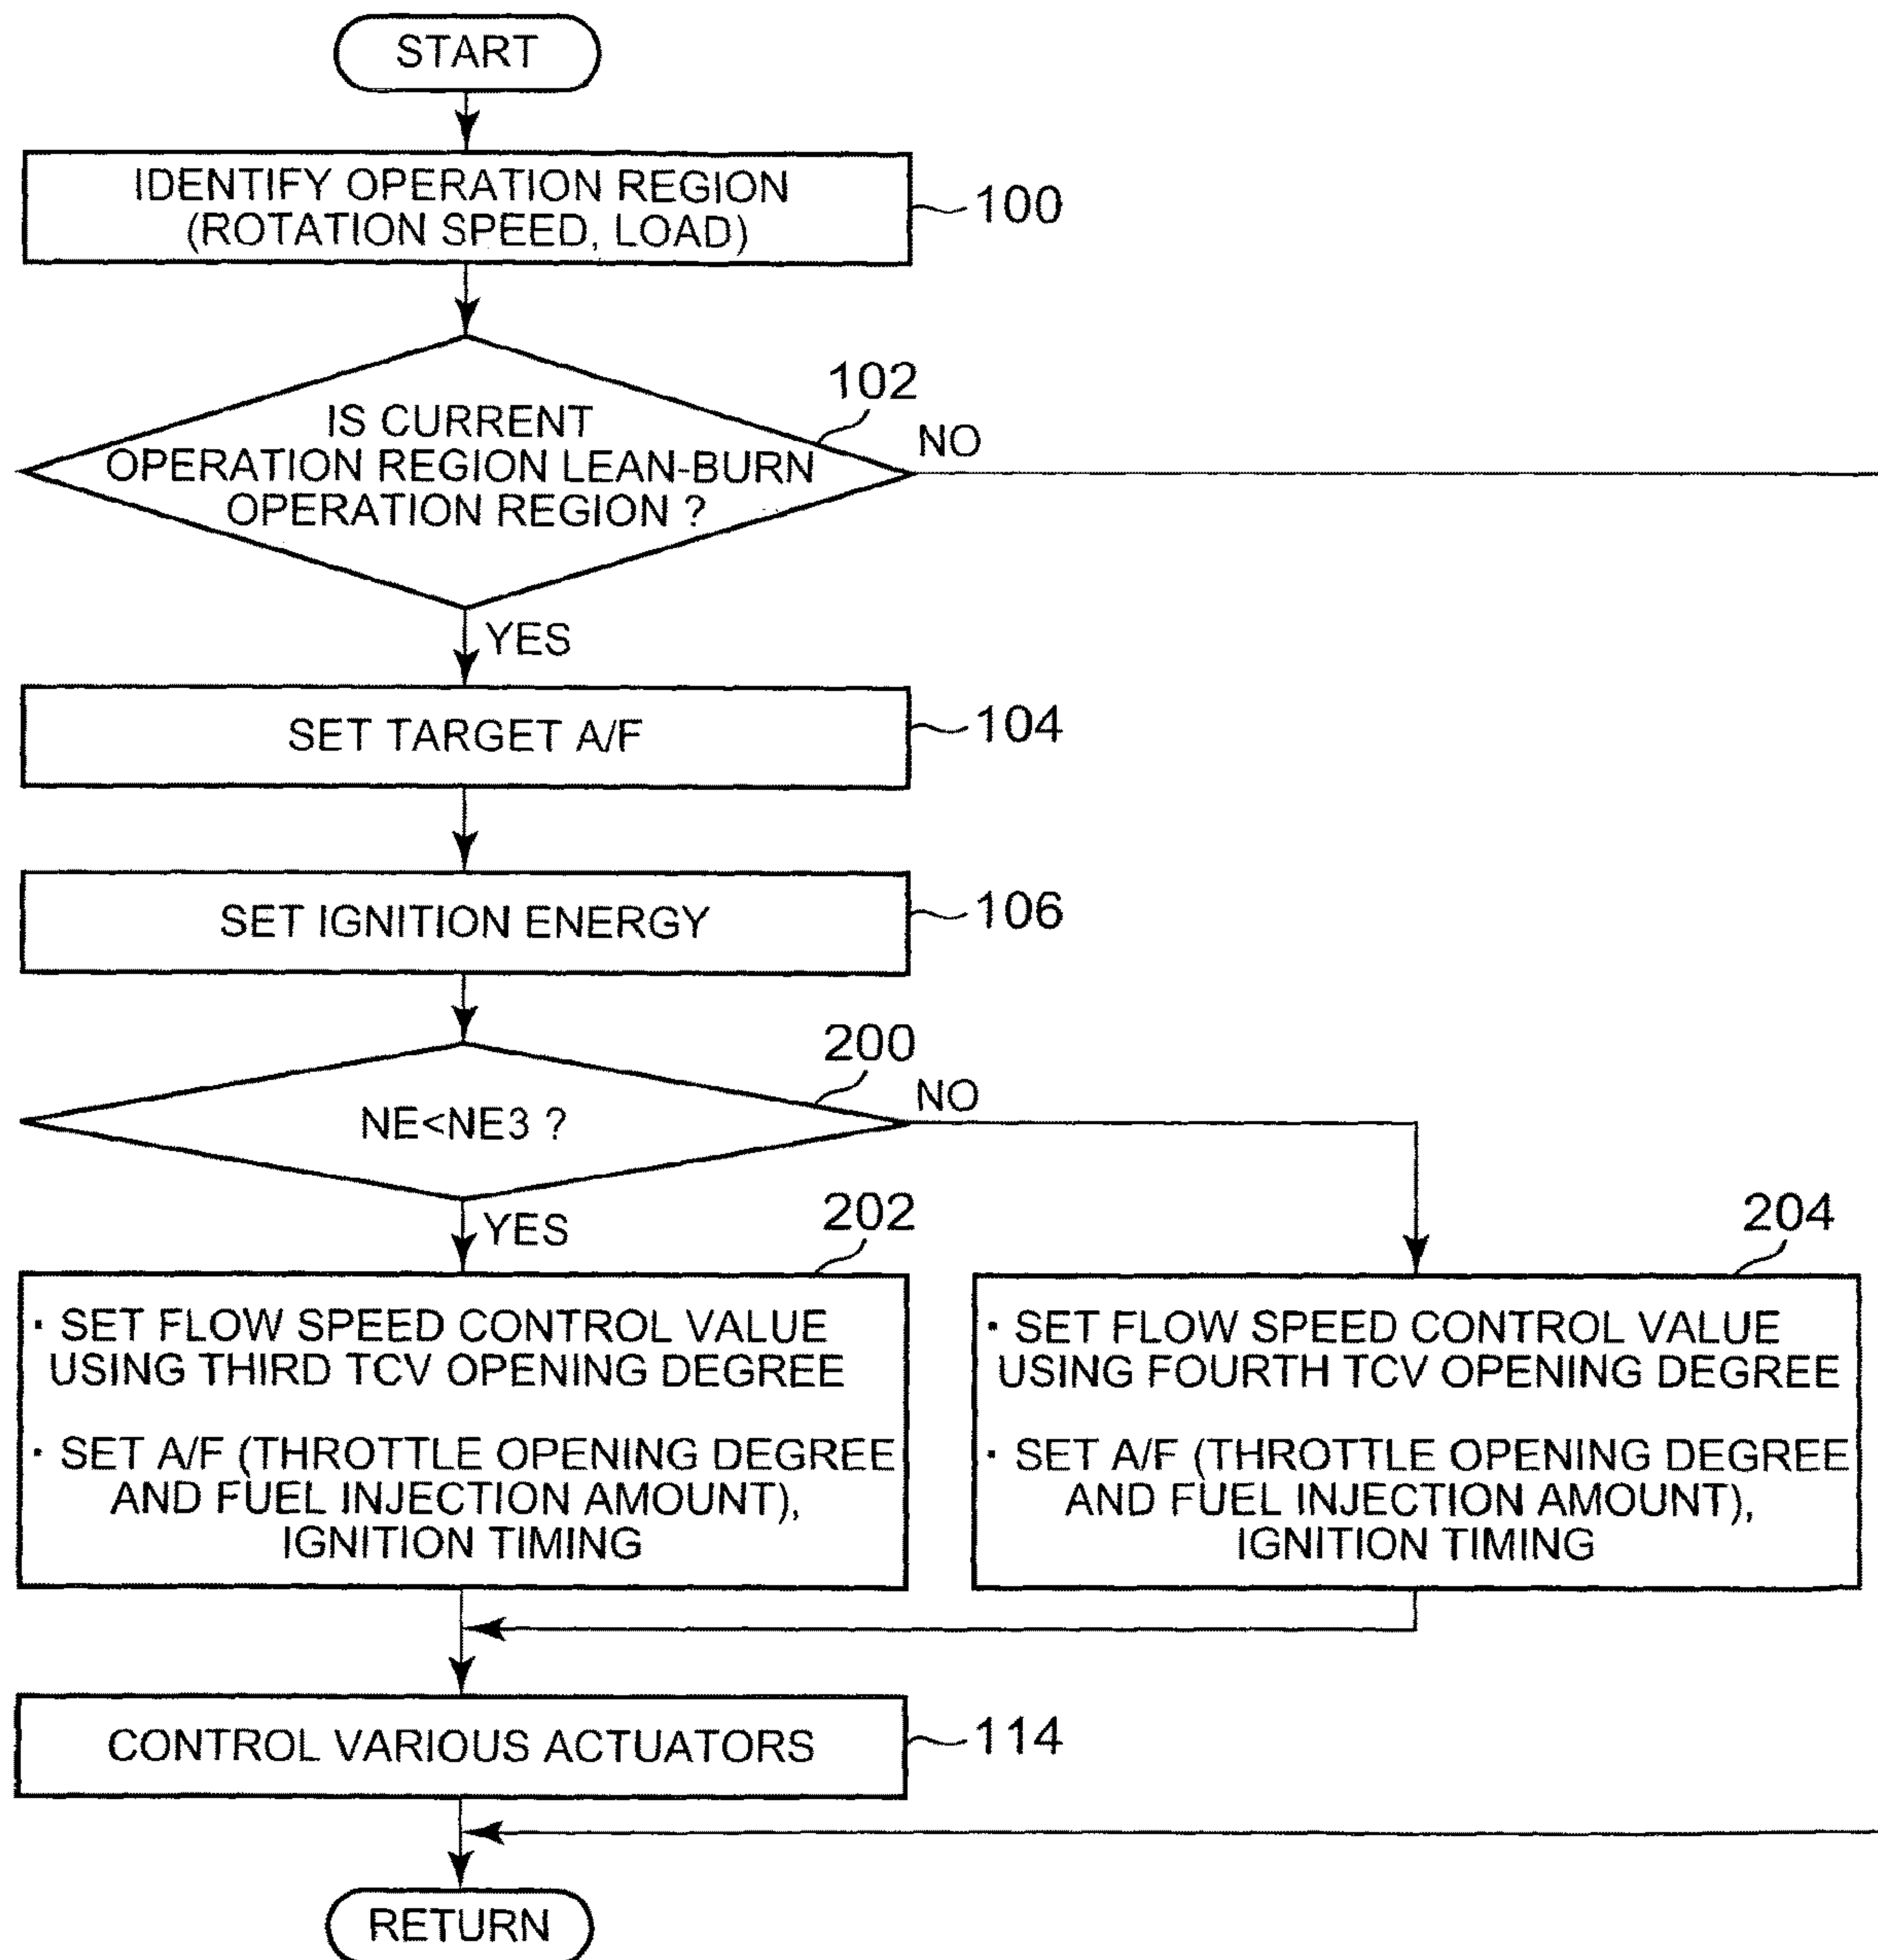 START
IDENTIFY OPERATION REGION
(ROTATION SPEED, LOAD)
100
102
IS CURRENT
OPERATION REGION LEAN-BURN
OPERATION REGION ?
NO
YES
SET TARGET A/F
104
SET IGNITION ENERGY
106
200
NE<NE3 ?
NO
YES
202
· SET FLOW SPEED CONTROL VALUE
USING THIRD TCV OPENING DEGREE
· SET A/F (THROTTLE OPENING DEGREE
AND FUEL INJECTION AMOUNT),
IGNITION TIMING
204
· SET FLOW SPEED CONTROL VALUE
USING FOURTH TCV OPENING DEGREE
· SET A/F (THROTTLE OPENING DEGREE
AND FUEL INJECTION AMOUNT),
IGNITION TIMING
CONTROL VARIOUS ACTUATORS
114
RETURN